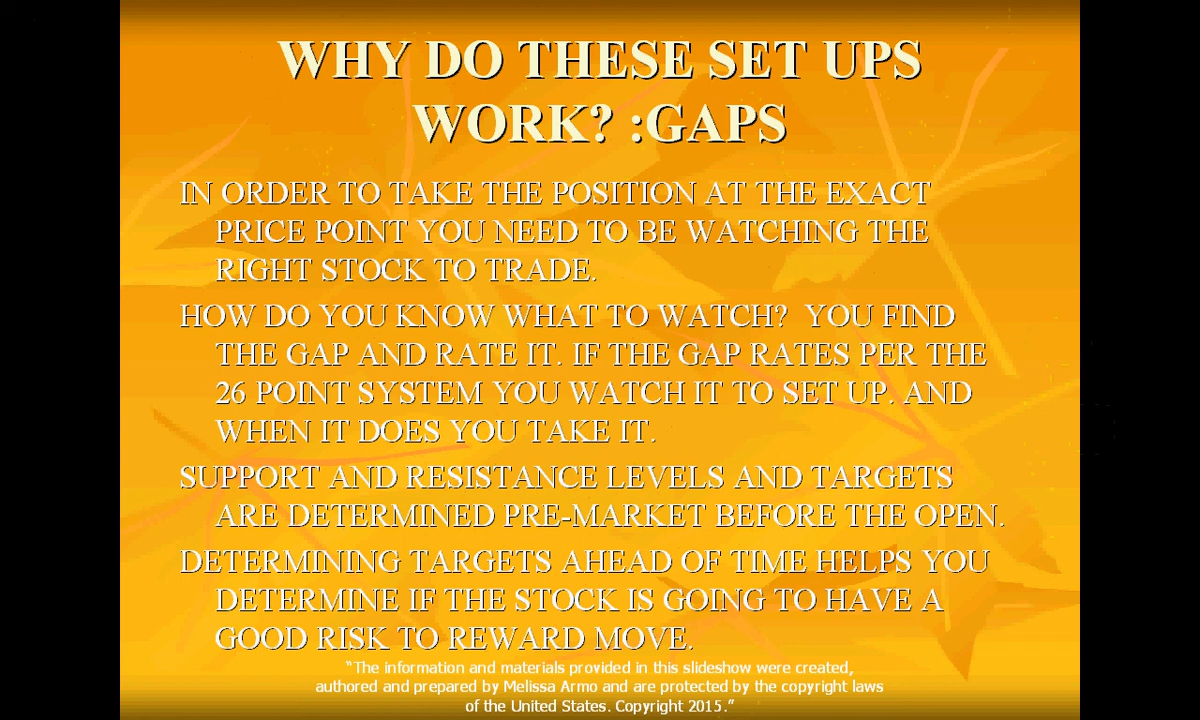 WHY DO THESE SET UPS
WORK? :GAPS
IN ORDER TO TAKE THE POSITION AT THE EXACT
PRICE POINT YOU NEED TO BE WATCHING THE
RIGHT STOCK TO TRADE.
HOW DO YOU KNOW WHAT TO WATCH?  YOU FIND
THE GAP AND RATE IT. IF THE GAP RATES PER THE
26 POINT SYSTEM YOU WATCH IT TO SET UP. AND
WHEN IT DOES YOU TAKE IT.
SUPPORT AND RESISTANCE LEVELS AND TARGETS
ARE DETERMINED PRE-MARKET BEFORE THE OPEN.
DETERMINING TARGETS AHEAD OF TIME HELPS YOU
DETERMINE IF THE STOCK IS GOING TO HAVE A
GOOD RISK TO REWARD MOVE.
“The information and materials provided in this slideshow were created,
authored and prepared by Melissa Armo and are protected by the copyright laws
of the United States. Copyright 2015.”